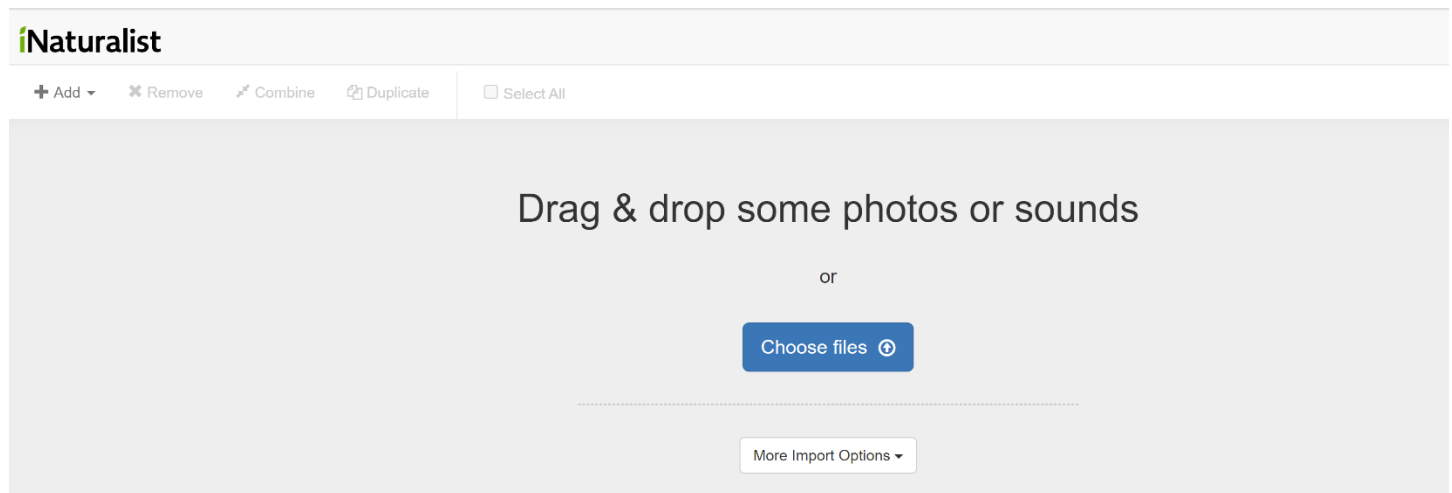 iNaturalist
Add Remove Combine Duplicate Select All
Drag & drop some photos or sounds
or
Choose files
More Import Options